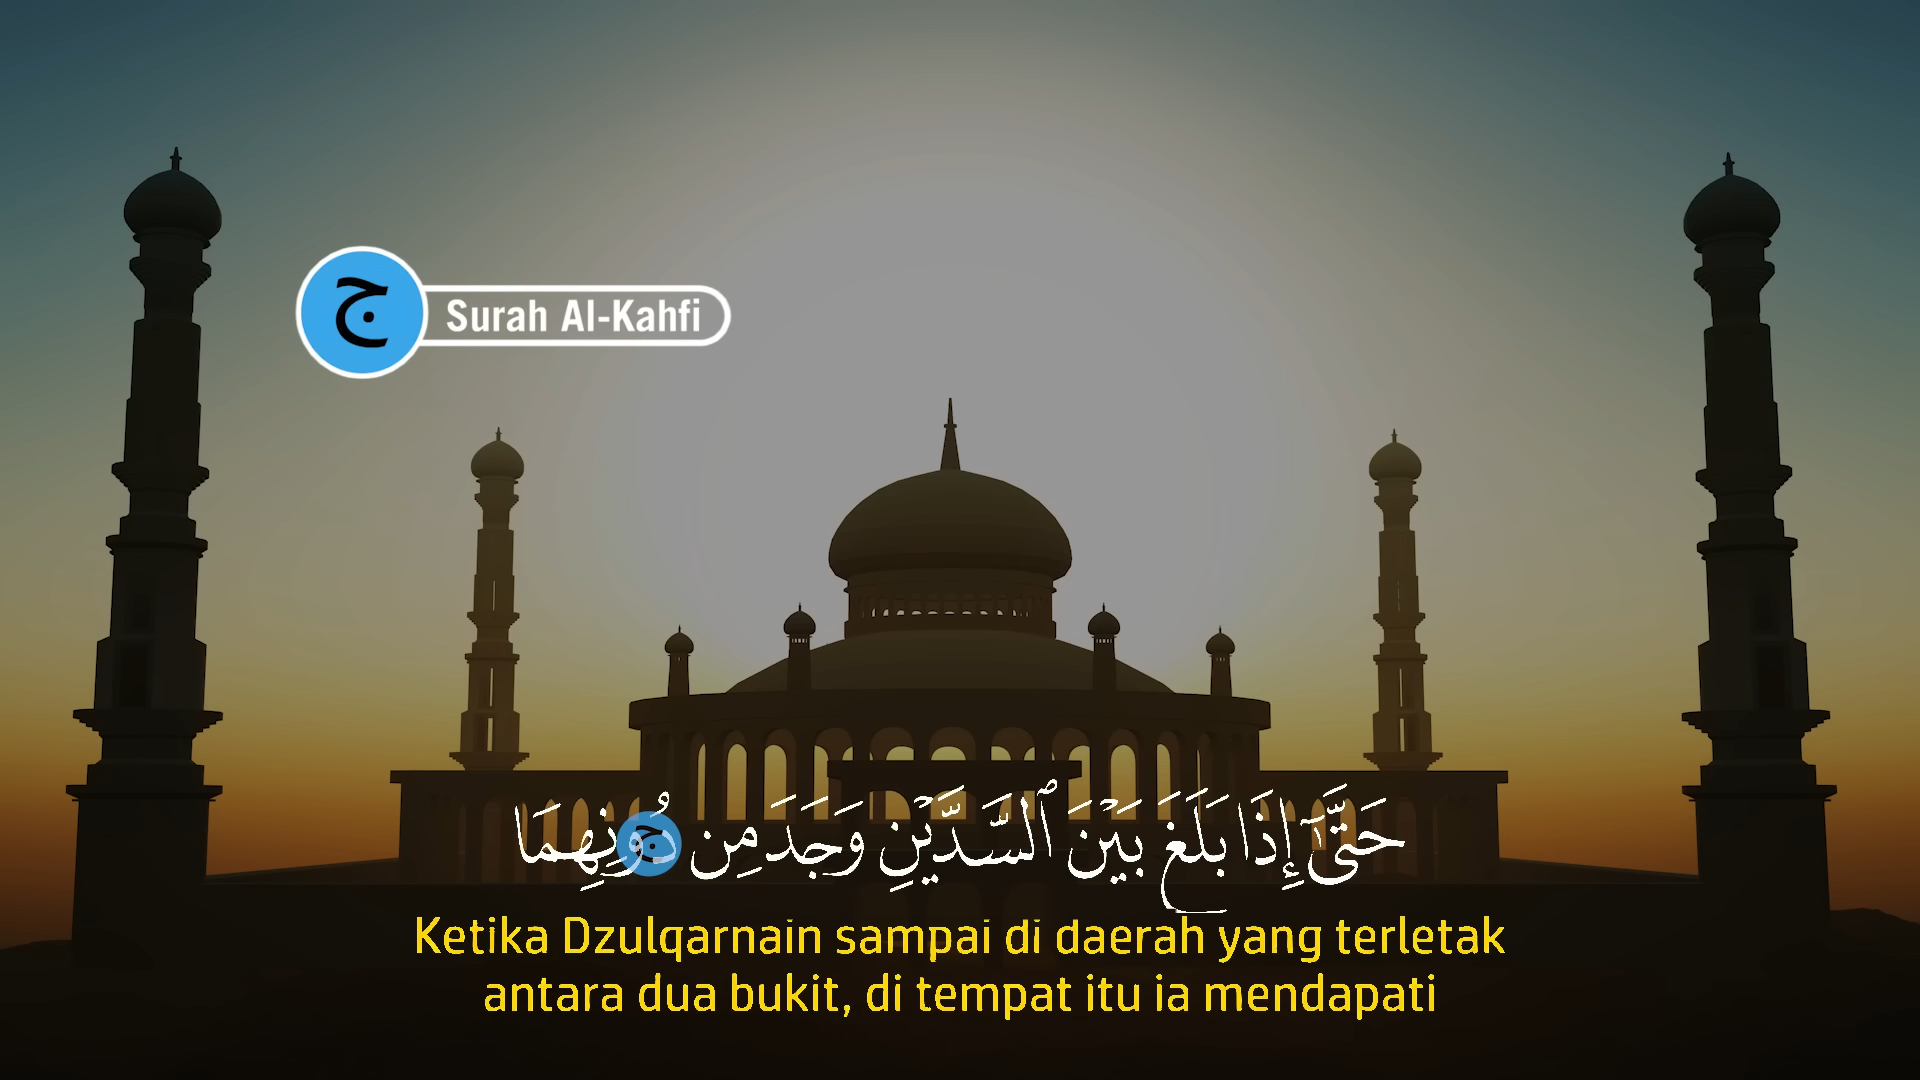 ج
Surah Al-Kahfi
حَتَّىٰٓ إِذَا بَلَغَ بَيْنَ ٱلسَّدَّيْنِ وَجَدَ مِن دُونِهِمَا
ج
Ketika Dzulqarnain sampai di daerah yang terletak
antara dua bukit, di tempat itu ia mendapati